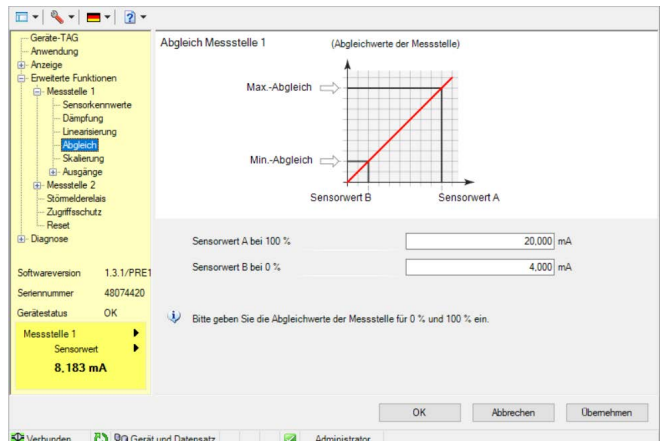 Geräte-TAG
Anwendung
Anzeige
Erweiterte Funktionen
Messstelle 1
Sensorkennwerte
Dämpfung
Linearisierung
Abgleich
Skalierung
Ausgänge
Messstelle 2
Störmelderelais
Zugriffsschutz
Reset
Diagnose
Softwareversion 1.3.1/PRE1
Seriennummer 48074420
Gerätestatus OK
Messstelle 1
Sensorwert
8,183 mA
Abgleich Messstelle 1
(Abgleichwerte der Messstelle)
Max.-Abgleich
Min.-Abgleich
Sensorwert B
Sensorwert A
Sensorwert A bei 100 % 20,000 mA
Sensorwert B bei 0 % 4,000 mA
Bitte geben Sie die Abgleichwerte der Messstelle für 0 % und 100 % ein.
OK Abbrechen Übernehmen
Verbunden Gerät und Datensatz Administrator